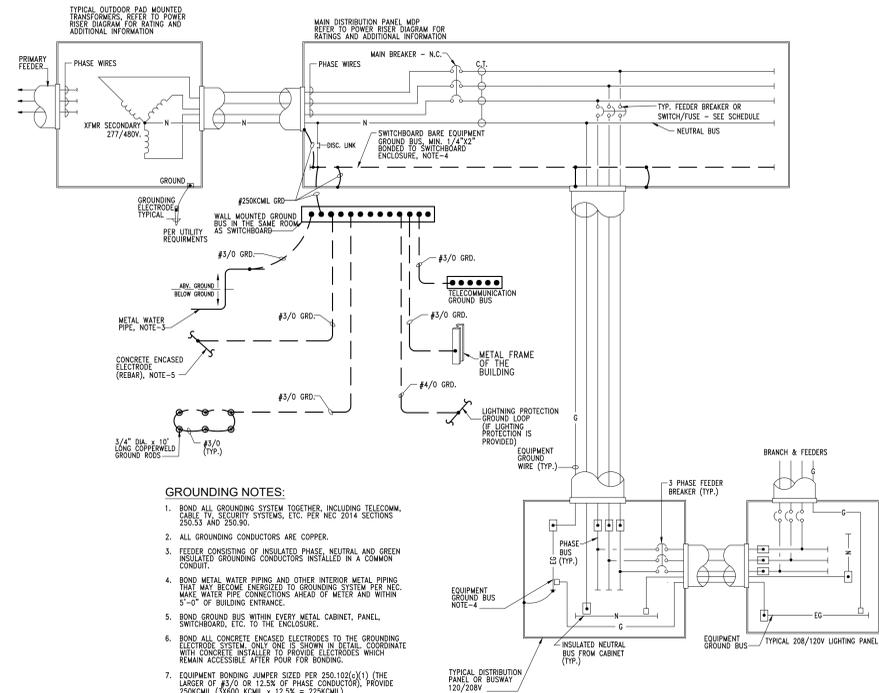 TYPICAL OUTDOOR PAD MOUNTED
TRANSFORMERS, REFER TO POWER
RISER DIAGRAM FOR RATING AND
ADDITIONAL INFORMATION
MAIN DISTRIBUTION PANEL MDP
REFER TO POWER RISER DIAGRAM FOR
RATINGS AND ADDITIONAL INFORMATION
PRIMARY
FEEDER
PHASE WIRES
XFMR SECONDARY
277/480V.
N
N
GROUND
GROUNDING
ELECTRODE
TYPICAL
PER UTILITY
REQUIRMENTS
PHASE WIRES
MAIN BREAKER - N.C.
C.T.
N
DISC. LINK
SWITCHBOARD BARE EQUIPMENT
GROUND BUS, MIN. 1/4"X2"
BONDED TO SWITCHBOARD
ENCLOSURE, NOTE-4
TYP. FEEDER BREAKER OR
SWITCH/FUSE - SEE SCHEDULE
NEUTRAL BUS
#250KCMIL GRD
WALL MOUNTED GROUND
BUS IN THE SAME ROOM
AS SWITCHBOARD
#3/0 GRD.
#3/0 GRD.
ABV. GROUND
BELOW GROUND
TELECOMMUNICATION
GROUND BUS
METAL WATER
PIPE, NOTE-3
#3/0 GRD.
#3/0 GRD.
CONCRETE ENCASED
ELECTRODE
(REBAR), NOTE-5
METAL FRAME
OF THE
BUILDING
#3/0 GRD.
#4/0 GRD.
3/4" DIA. x 10'
LONG COPPERWELD
GROUND RODS
#3/0
(TYP.)
LIGHTNING PROTECTION
GROUND LOOP
(IF LIGHTING
PROTECTION IS
PROVIDED)
G
EQUIPMENT
GROUND
WIRE (TYP.)
BRANCH & FEEDERS
G
3 PHASE FEEDER
BREAKER (TYP.)
G
PHASE
BUS
(TYP.)
EG
N
EQUIPMENT
GROUND BUS
NOTE-4
N
G
EG
INSULATED NEUTRAL
BUS FROM CABINET
(TYP.)
EQUIPMENT
GROUND BUS
TYPICAL 208/120V LIGHTING PANEL
TYPICAL DISTRIBUTION
PANEL OR BUSWAY
120/208V
GROUNDING NOTES:
1. BOND ALL GROUNDING SYSTEM TOGETHER, INCLUDING TELECOMM,
CABLE TV, SECURITY SYSTEMS, ETC. PER NEC 2014 SECTIONS
250.53 AND 250.90.
2. ALL GROUNDING CONDUCTORS ARE COPPER.
3. FEEDER CONSISTING OF INSULATED PHASE, NEUTRAL AND GREEN
INSULATED GROUNDING CONDUCTORS INSTALLED IN A COMMON
CONDUIT.
4. BOND METAL WATER PIPING AND OTHER INTERIOR METAL PIPING
THAT MAY BECOME ENERGIZED TO GROUNDING SYSTEM PER NEC.
MAKE WATER PIPE CONNECTIONS AHEAD OF METER AND WITHIN
5'-0" OF BUILDING ENTRANCE.
5. BOND GROUND BUS WITHIN EVERY METAL CABINET, PANEL,
SWITCHBOARD, ETC. TO THE ENCLOSURE.
6. BOND ALL CONCRETE ENCASED ELECTRODES TO THE GROUNDING
ELECTRODE SYSTEM. ONLY ONE IS SHOWN IN DETAIL. COORDINATE
WITH CONCRETE INSTALLER TO PROVIDE ELECTRODES WHICH
REMAIN ACCESSIBLE AFTER POUR FOR BONDING.
7. EQUIPMENT BONDING JUMPER SIZED PER 250.102(c)(1) (THE
LARGER OF #3/0 OR 12.5% OF PHASE CONDUCTOR), PROVIDE
250KCMIL (3X600 KCMIL x 12.5% = 225KCMIL)